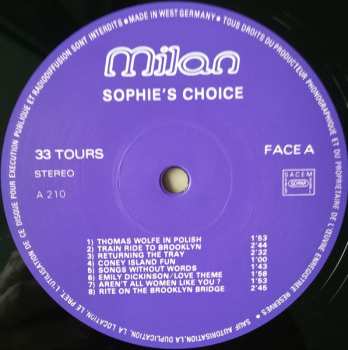 milan
SOPHIE'S CHOICE
33 TOURS
STEREO
A 210
FACE A
SACEM
1) THOMAS WOLFE IN POLISH 1'53
2) TRAIN RIDE TO BROOKLYN 2'44
3) RETURNING THE TRAY 2'32
4) CONEY ISLAND FUN 1'00
5) SONGS WITHOUT WORDS 1'43
6) EMILY DICKINSON/LOVE THEME 1'58
7) AREN'T ALL WOMEN LIKE YOU ? 1'53
8) RITE ON THE BROOKLYN BRIDGE 2'45
• MADE IN WEST GERMANY • TOUS DROITS DU PRODUCTEUR PHONOGRAPHIQUE ET DU PROPRIETAIRE DE L'ŒUVRE ENREGISTREE RESERVES • SAUF AUTORISATION, LA DUPLICATION, LA LOCATION, LE PRET, L'UTILISATION DE CE DISQUE POUR EXECUTION PUBLIQUE ET RADIODIFFUSION SONT INTERDITS